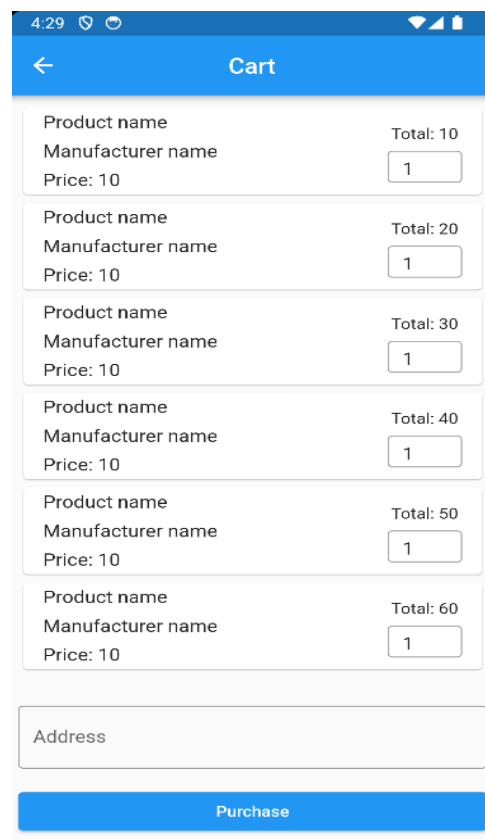 4:29
Cart
Product name
Total: 10
Manufacturer name
1
Price: 10
Product name
Total: 20
Manufacturer name
1
Price: 10
Product name
Total: 30
Manufacturer name
1
Price: 10
Product name
Total: 40
Manufacturer name
1
Price: 10
Product name
Total: 50
Manufacturer name
1
Price: 10
Product name
Total: 60
Manufacturer name
1
Price: 10
Address
Purchase